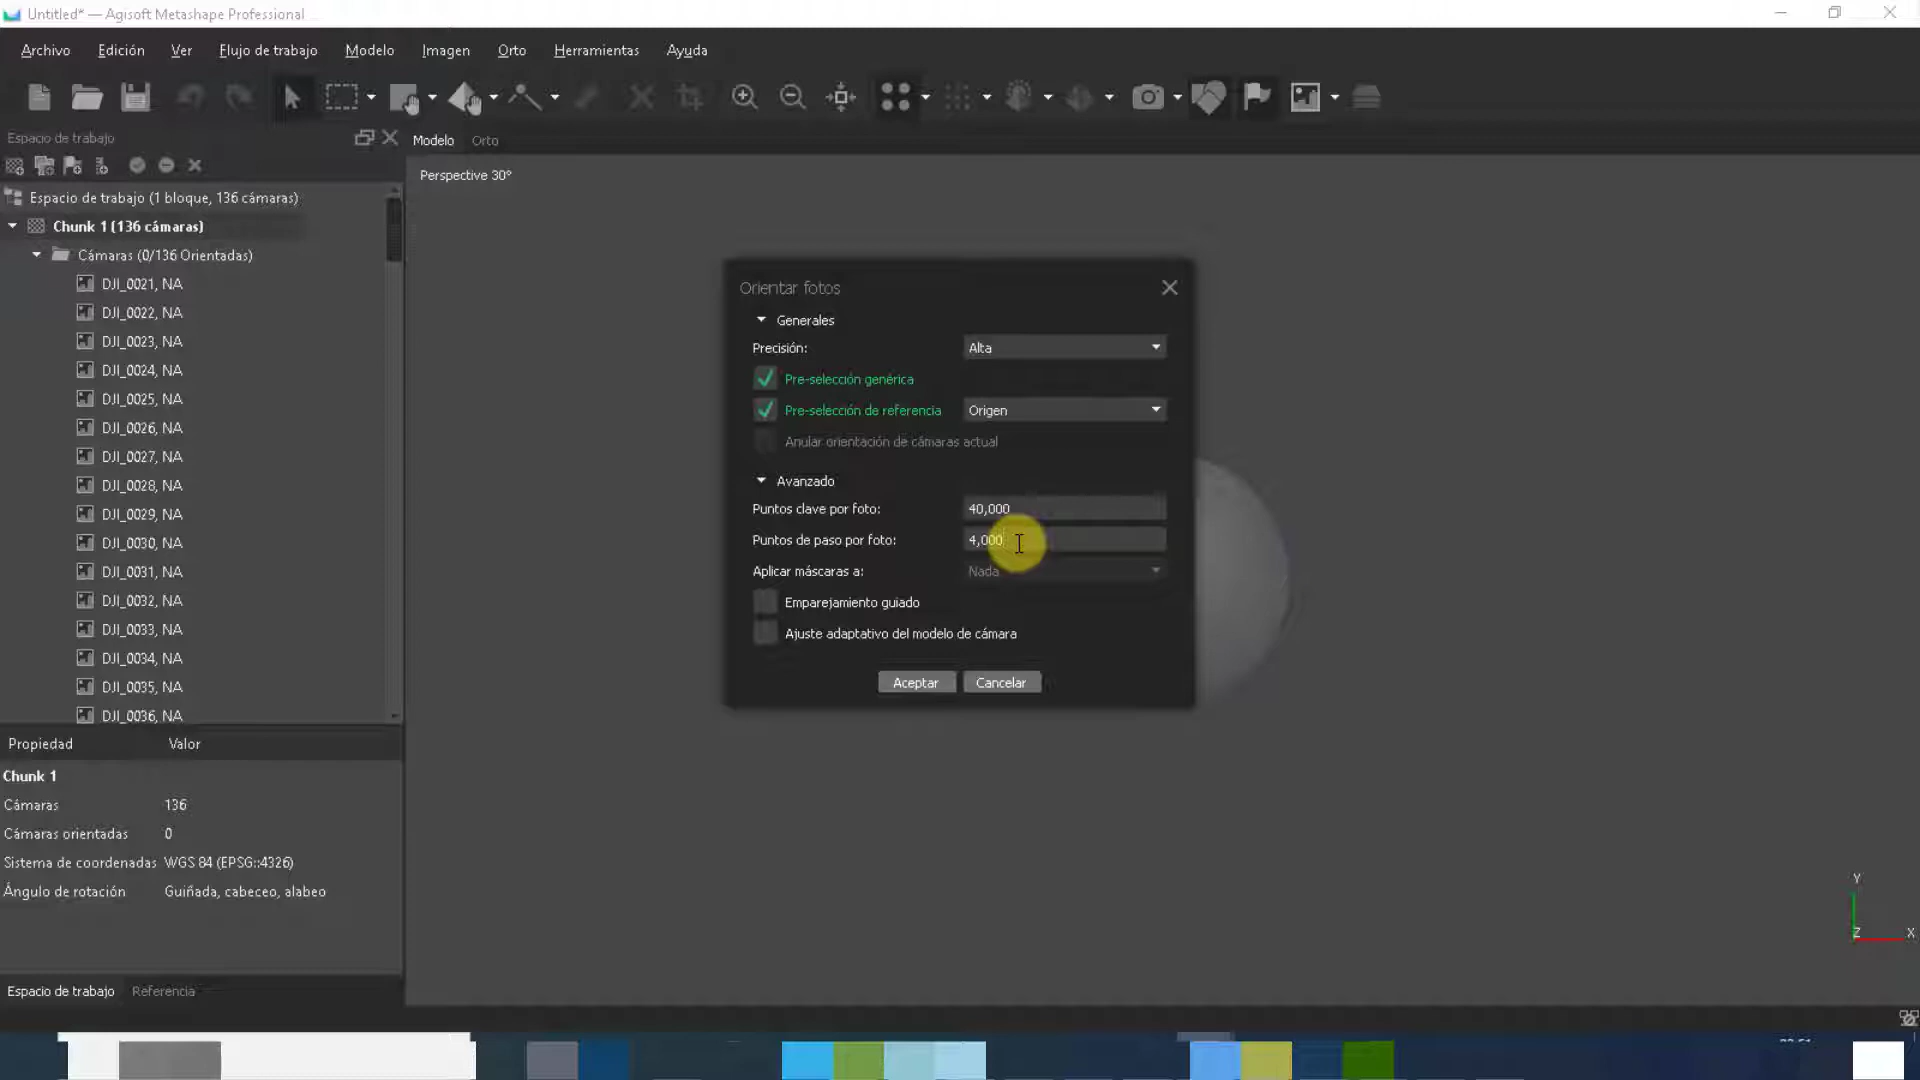 Untitled* — Agisoft Metashape Professional
Archivo Edición Ver Flujo de trabajo Modelo Imagen Orto Herramientas Ayuda
Espacio de trabajo
Modelo Orto
Perspective 30°
Espacio de trabajo (1 bloque, 136 cámaras)
Chunk 1 (136 cámaras)
Cámaras (0/136 Orientadas)
DJI_0021, NA
DJI_0022, NA
DJI_0023, NA
DJI_0024, NA
DJI_0025, NA
DJI_0026, NA
DJI_0027, NA
DJI_0028, NA
DJI_0029, NA
DJI_0030, NA
DJI_0031, NA
DJI_0032, NA
DJI_0033, NA
DJI_0034, NA
DJI_0035, NA
DJI_0036, NA
Propiedad Valor
Chunk 1
Cámaras 136
Cámaras orientadas 0
Sistema de coordenadas WGS 84 (EPSG::4326)
Ángulo de rotación Guiñada, cabeceo, alabeo
Espacio de trabajo Referencia
Orientar fotos
Generales
Precisión: Alta
Pre-selección genérica
Pre-selección de referencia Origen
Anular orientación de cámaras actual
Avanzado
Puntos clave por foto: 40,000
Puntos de paso por foto: 4,000
Aplicar máscaras a: Nada
Emparejamiento guiado
Ajuste adaptativo del modelo de cámara
Aceptar Cancelar
Y
Z X